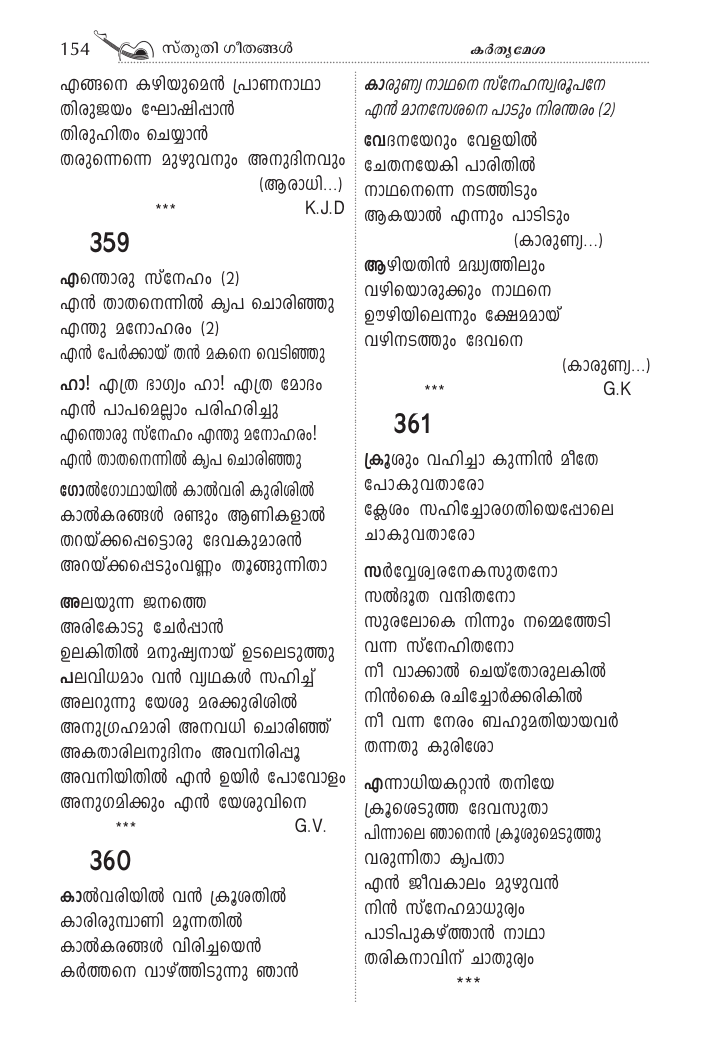 154 സ്തുതി ഗീതങ്ങൾ
കർതൃമേശ
എങ്ങനെ കഴിയുമെൻ പ്രാണനാഥാ
തിരുജയം ഘോഷിപ്പാൻ
തിരുഹിതം ചെയ്യാൻ
തരുന്നെന്നെ മുഴുവനും അനുദിനവും
(ആരാധി...)
*** K.J.D
359
എന്തൊരു സ്നേഹം (2)
എൻ താതനെന്നിൽ കൃപ ചൊരിഞ്ഞു
എന്തു മനോഹരം (2)
എൻ പേർക്കായ് തൻ മകനെ വെടിഞ്ഞു
ഹാ! എത്ര ഭാഗ്യം ഹാ! എത്ര മോദം
എൻ പാപമെല്ലാം പരിഹരിച്ചു
എന്തൊരു സ്നേഹം എന്തു മനോഹരം!
എൻ താതനെന്നിൽ കൃപ ചൊരിഞ്ഞു
ഗോൽഗോഥായിൽ കാൽവരി കുരിശിൽ
കാൽകരങ്ങൾ രണ്ടും ആണികളാൽ
തറയ്ക്കപ്പെട്ടൊരു ദേവകുമാരൻ
അറയ്ക്കപ്പെടുംവണ്ണം തൂങ്ങുന്നിതാ
അലയുന്ന ജനത്തെ
അരികോടു ചേർപ്പാൻ
ഉലകിതിൽ മനുഷ്യനായ് ഉടലെടുത്തു
പലവിധമാം വൻ വ്യഥകൾ സഹിച്ച്
അലറുന്നു യേശു മരക്കുരിശിൽ
അനുഗ്രഹമാരി അനവധി ചൊരിഞ്ഞ്
അകതാരിലനുദിനം അവനിരിപ്പൂ
അവനിയിതിൽ എൻ ഉയിർ പോവോളം
അനുഗമിക്കും എൻ യേശുവിനെ
*** G.V.
360
കാൽവരിയിൽ വൻ ക്രൂശതിൽ
കാരിരുമ്പാണി മൂന്നതിൽ
കാൽകരങ്ങൾ വിരിച്ചയെൻ
കർത്തനെ വാഴ്ത്തിടുന്നു ഞാൻ
കാരുണ്യ നാഥനെ സ്നേഹസ്വരൂപനേ
എൻ മാനസേശനെ പാടും നിരന്തരം (2)
വേദനയേറും വേളയിൽ
ചേതനയേകി പാരിതിൽ
നാഥനെന്നെ നടത്തിടും
ആകയാൽ എന്നും പാടിടും
(കാരുണ്യ...)
ആഴിയതിൻ മദ്ധ്യത്തിലും
വഴിയൊരുക്കും നാഥനെ
ഊഴിയിലെന്നും ക്ഷേമമായ്
വഴിനടത്തും ദേവനെ
(കാരുണ്യ...)
*** G.K
361
ക്രൂശും വഹിച്ചാ കുന്നിൻ മീതേ
പോകുവതാരോ
ക്ലേശം സഹിച്ചോരഗതിയെപ്പോലെ
ചാകുവതാരോ
സർവ്വേശ്വരനേകസുതനോ
സൽദൂത വന്ദിതനോ
സുരലോകെ നിന്നും നമ്മെത്തേടി
വന്ന സ്നേഹിതനോ
നീ വാക്കാൽ ചെയ്തോരുലകിൽ
നിൻകൈ രചിച്ചോർക്കരികിൽ
നീ വന്ന നേരം ബഹുമതിയായവർ
തന്നതു കുരിശോ
എന്നാധിയകറ്റാൻ തനിയേ
ക്രൂശെടുത്ത ദേവസുതാ
പിന്നാലെ ഞാനെൻ ക്രൂശുമെടുത്തു
വരുന്നിതാ കൃപതാ
എൻ ജീവകാലം മുഴുവൻ
നിൻ സ്നേഹമാധുര്യം
പാടിപുകഴ്ത്താൻ നാഥാ
തരികനാവിന് ചാതുര്യം
***